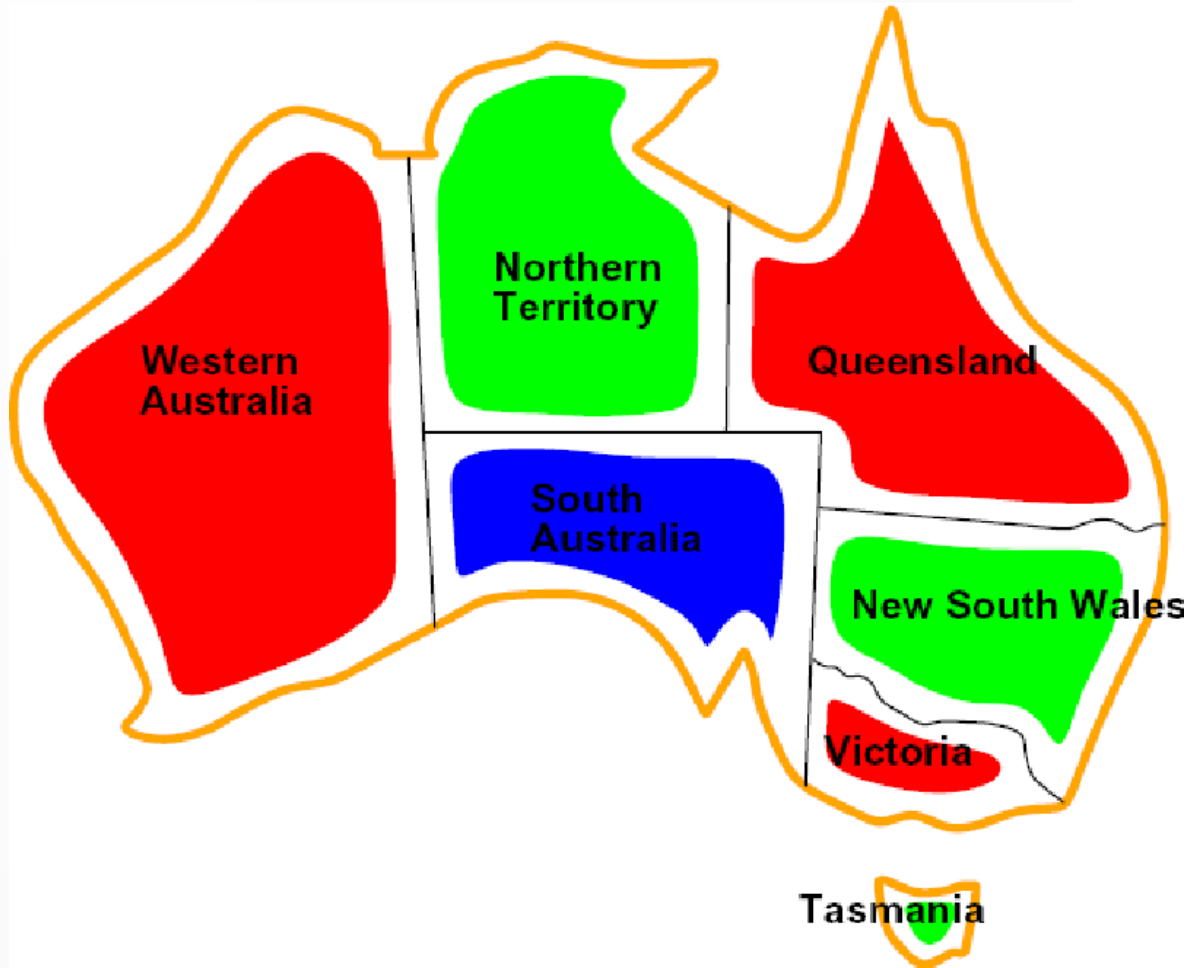 Northern
Territory
Western
Australia
Queensland
South
Australia
New South Wales
Victoria
Tasmania